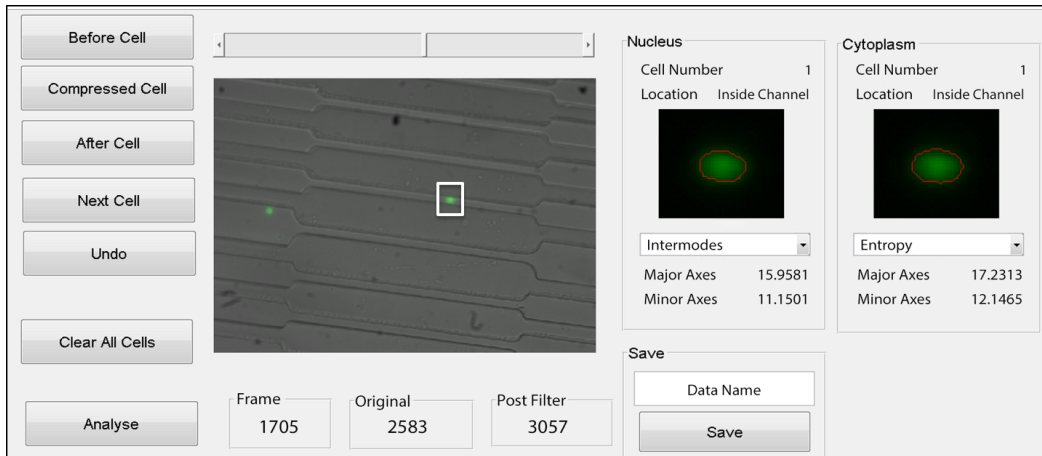 Before Cell
Compressed Cell
After Cell
Next Cell
Undo
Clear All Cells
Analyse
Frame
1705
Original
2583
Post Filter
3057
Nucleus
Cell Number 1
Location Inside Channel
Intermodes
Major Axes 15.9581
Minor Axes 11.1501
Cytoplasm
Cell Number 1
Location Inside Channel
Entropy
Major Axes 17.2313
Minor Axes 12.1465
Save
Data Name
Save